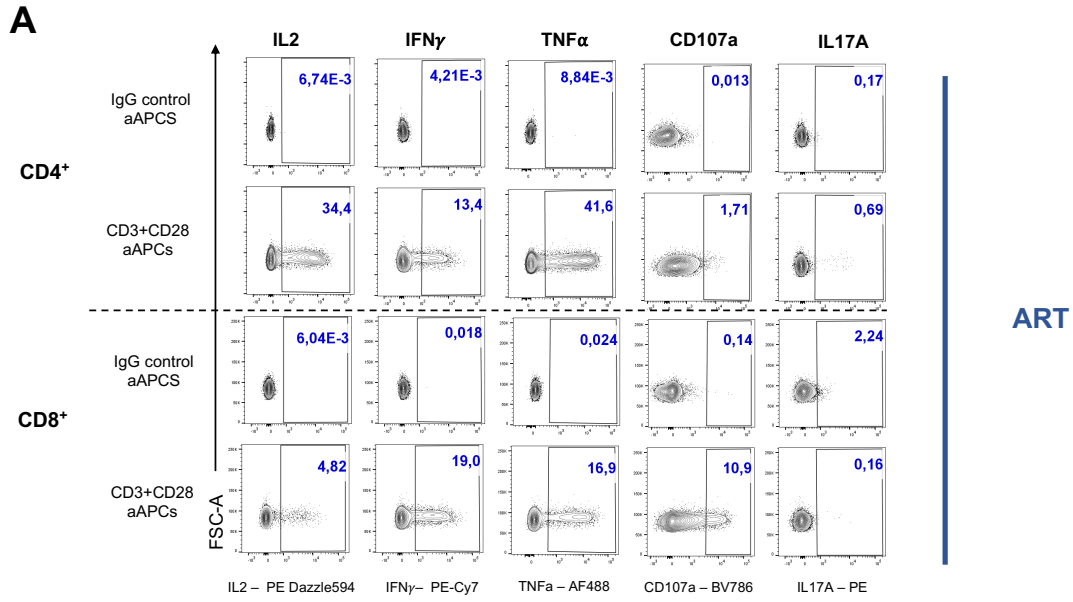 A
IL2 IFNγ TNFα CD107a IL17A
IgG control
aAPCS
6,74E-3 4,21E-3 8,84E-3 0,013 0,17
CD4+
CD3+CD28
aAPCs
34,4 13,4 41,6 1,71 0,69
ART
IgG control
aAPCS
6,04E-3 0,018 0,024 0,14 2,24
CD8+
CD3+CD28
aAPCs
4,82 19,0 16,9 10,9 0,16
FSC-A
IL2 – PE Dazzle594 IFNγ– PE-Cy7 TNFa – AF488 CD107a – BV786 IL17A – PE